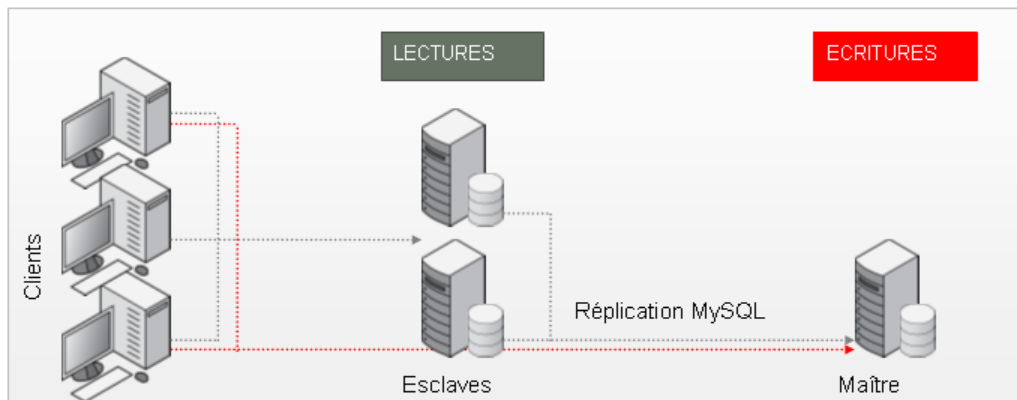 LECTURES
ECRITURES
Clients
Réplication MySQL
Esclaves
Maître